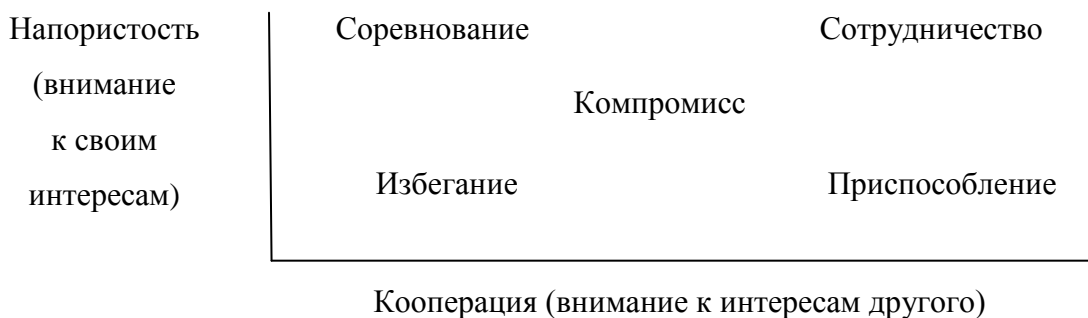 Напористость
(внимание
к своим
интересам)
Соревнование
Сотрудничество
Компромисс
Избегание
Приспособление
Кооперация (внимание к интересам другого)